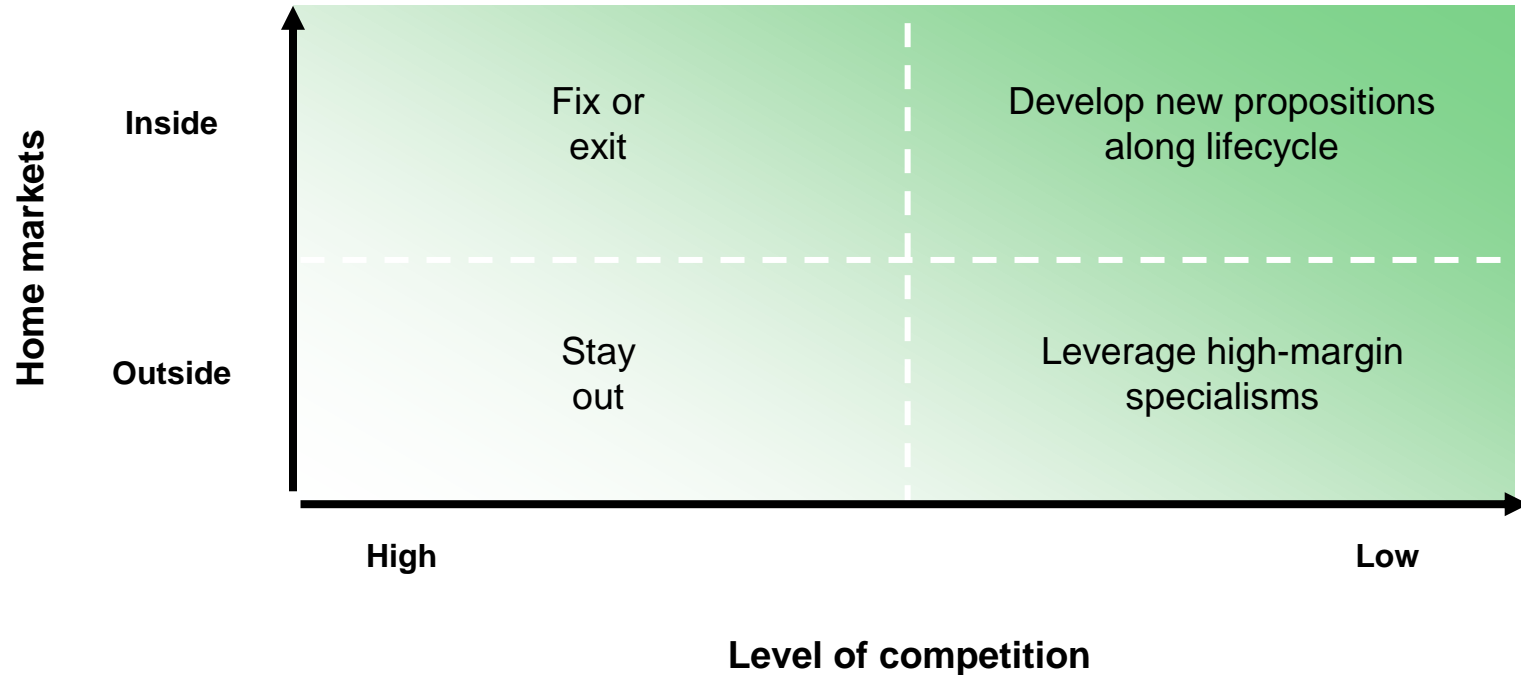 Home markets
Inside
Fix or
exit
Develop new propositions
along lifecycle
Outside
Stay
out
Leverage high-margin
specialisms
High
Low
Level of competition